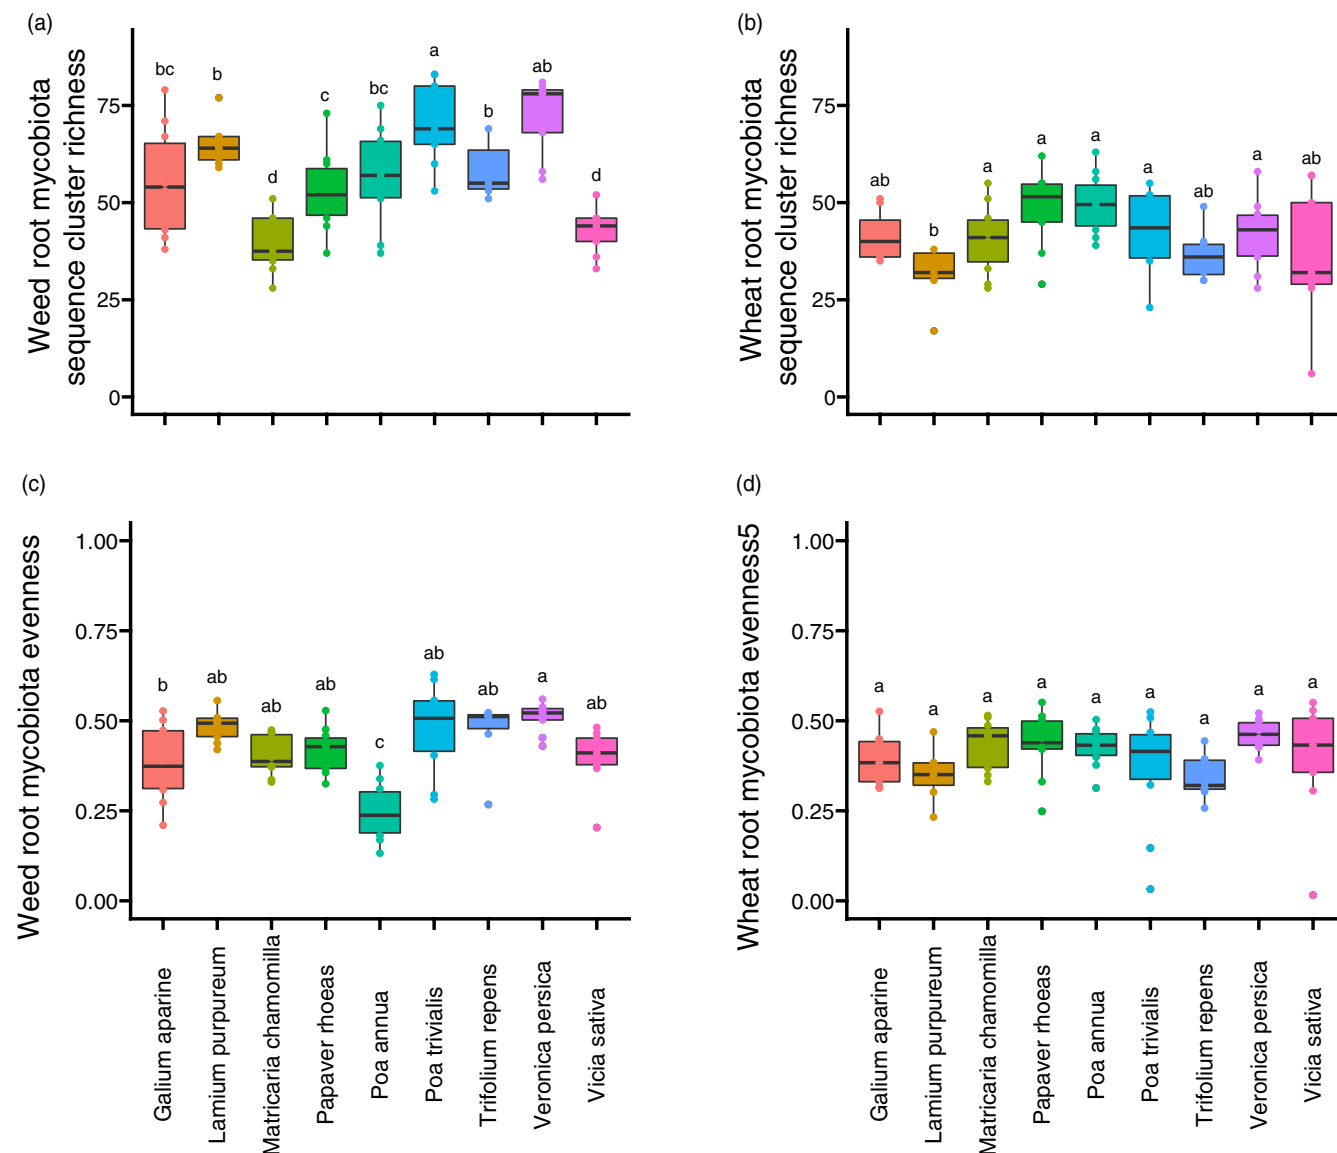 (a)
Weed root mycobiota
sequence cluster richness
75
50
25
0
bc
b
d
c
bc
a
b
ab
d
(b)
Wheat root mycobiota
sequence cluster richness
75
50
25
0
ab
b
a
a
a
a
ab
a
ab
(c)
Weed root mycobiota evenness
1.00
0.75
0.50
0.25
0.00
b
ab
ab
ab
c
ab
ab
a
ab
Galium aparine
Lamium purpureum
Matricaria chamomilla
Papaver rhoeas
Poa annua
Poa trivialis
Trifolium repens
Veronica persica
Vicia sativa
(d)
Wheat root mycobiota evenness5
1.00
0.75
0.50
0.25
0.00
a
a
a
a
a
a
a
a
a
Galium aparine
Lamium purpureum
Matricaria chamomilla
Papaver rhoeas
Poa annua
Poa trivialis
Trifolium repens
Veronica persica
Vicia sativa